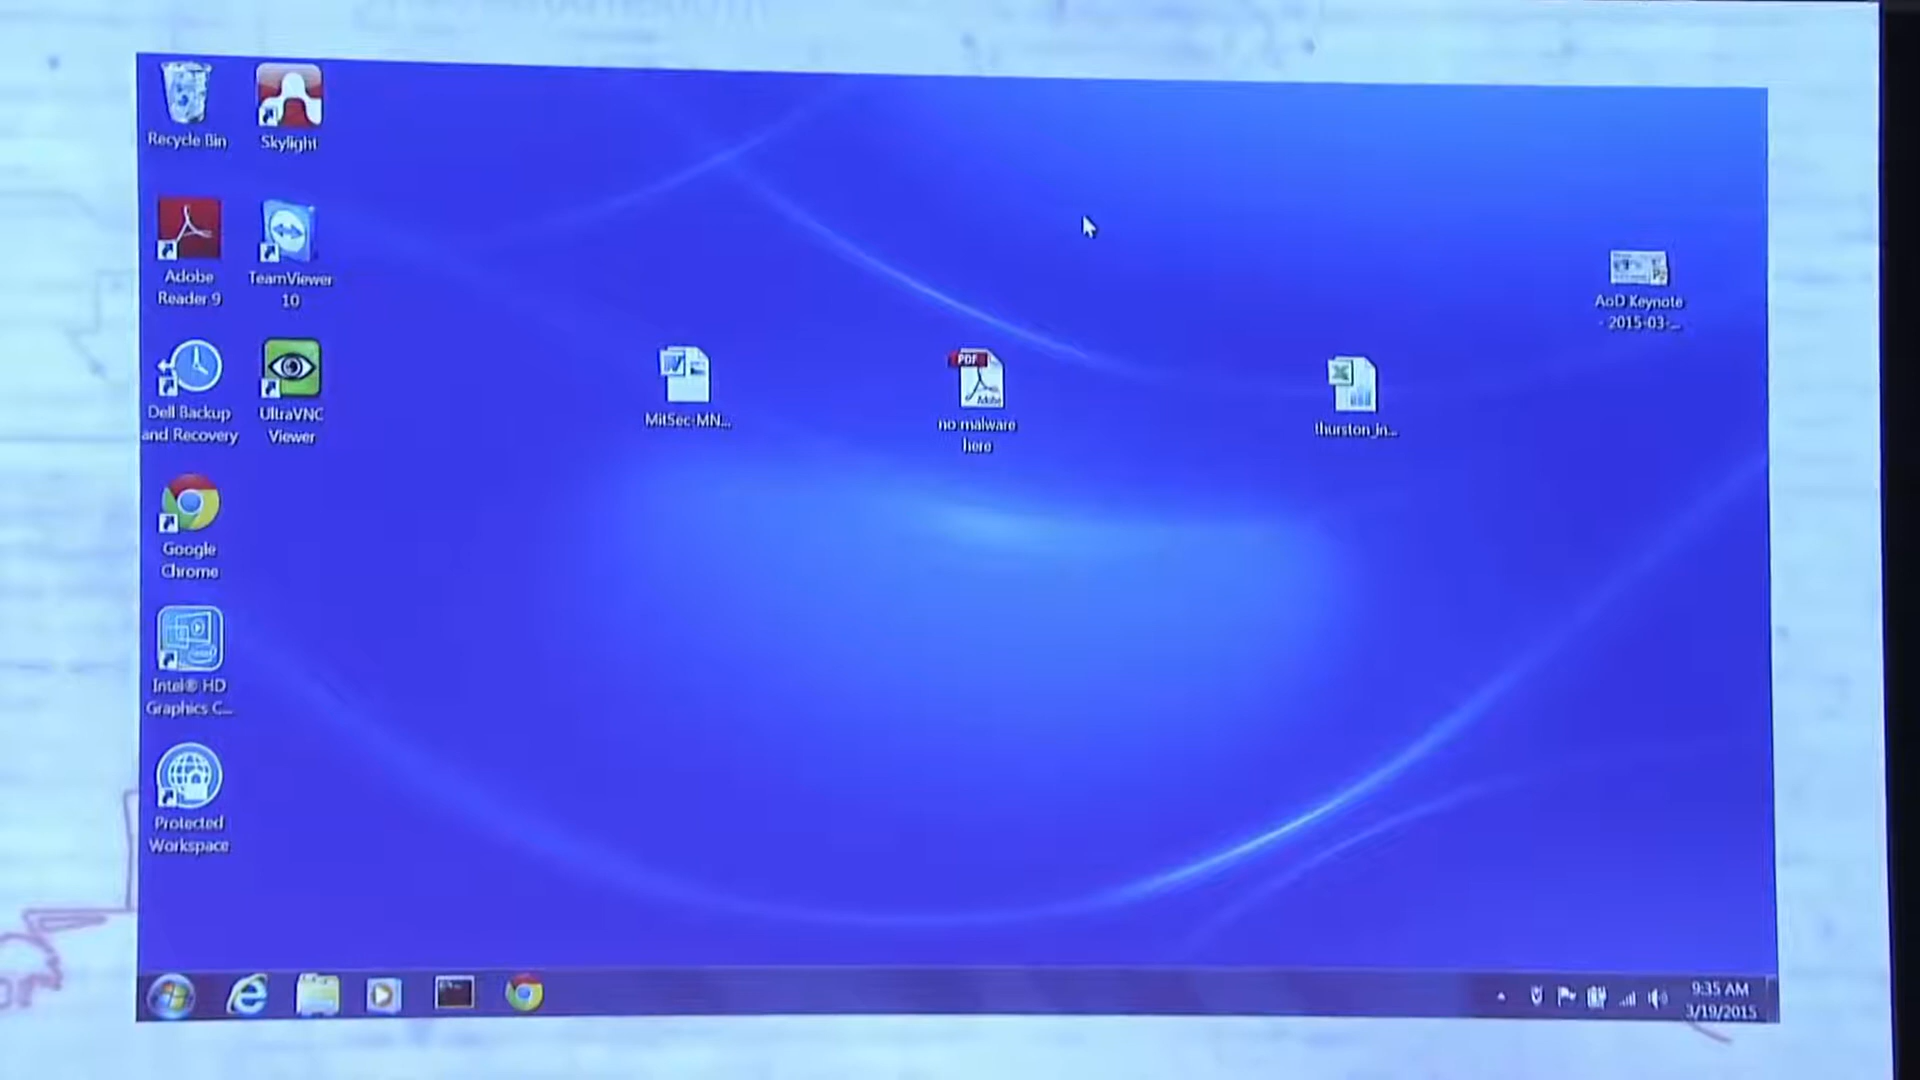 Recycle Bin
Skylight
Adobe
Reader 9
TeamViewer
10
AoD Keynote
- 2015-03-...
Dell Backup
and Recovery
UltraVNC
Viewer
MitSec-MN...
PDF
Adobe
no malware
here
thurston_in...
Google
Chrome
Intel® HD
Graphics C...
Protected
Workspace
9:35 AM
3/19/2015